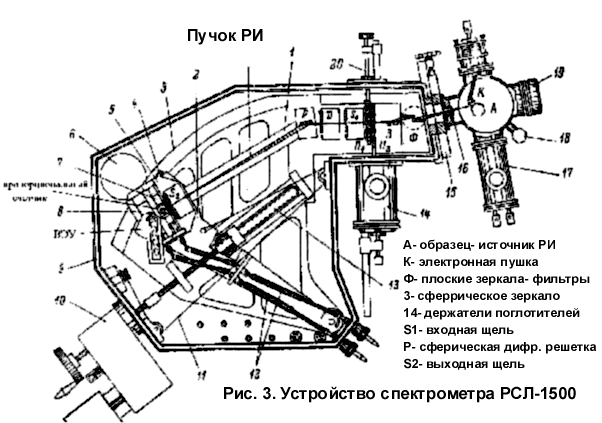 Пучок РИ
1
2
3
4
5
6
7
пропорциональный
счетчик
8
ВЭУ
9
10
11
12
13
14
15
16
17
18
19
20
К
А
Ф
З
S₁
А- образец- источник РИ
К- электронная пушка
Ф- плоские зеркала- фильтры
3- сферрическое зеркало
14- держатели поглотителей
S1- входная щель
Р- сферическая дифр. решетка
S2- выходная щель
Рис. 3. Устройство спектрометра РСЛ-1500